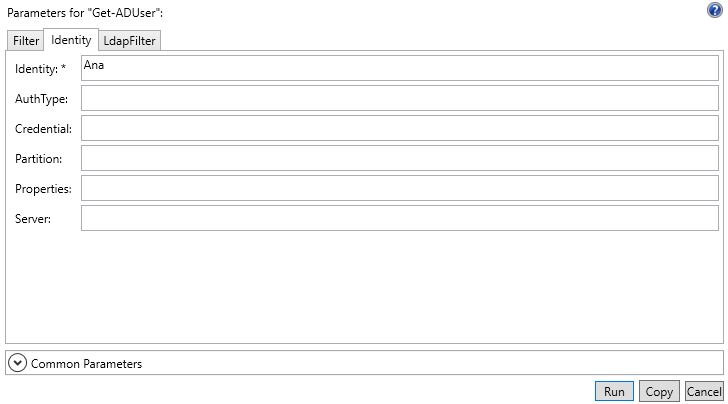 Parameters for "Get-ADUser":
?
Filter Identity LdapFilter
Identity: * Ana
AuthType:
Credential:
Partition:
Properties:
Server:
Common Parameters
Run Copy Cancel